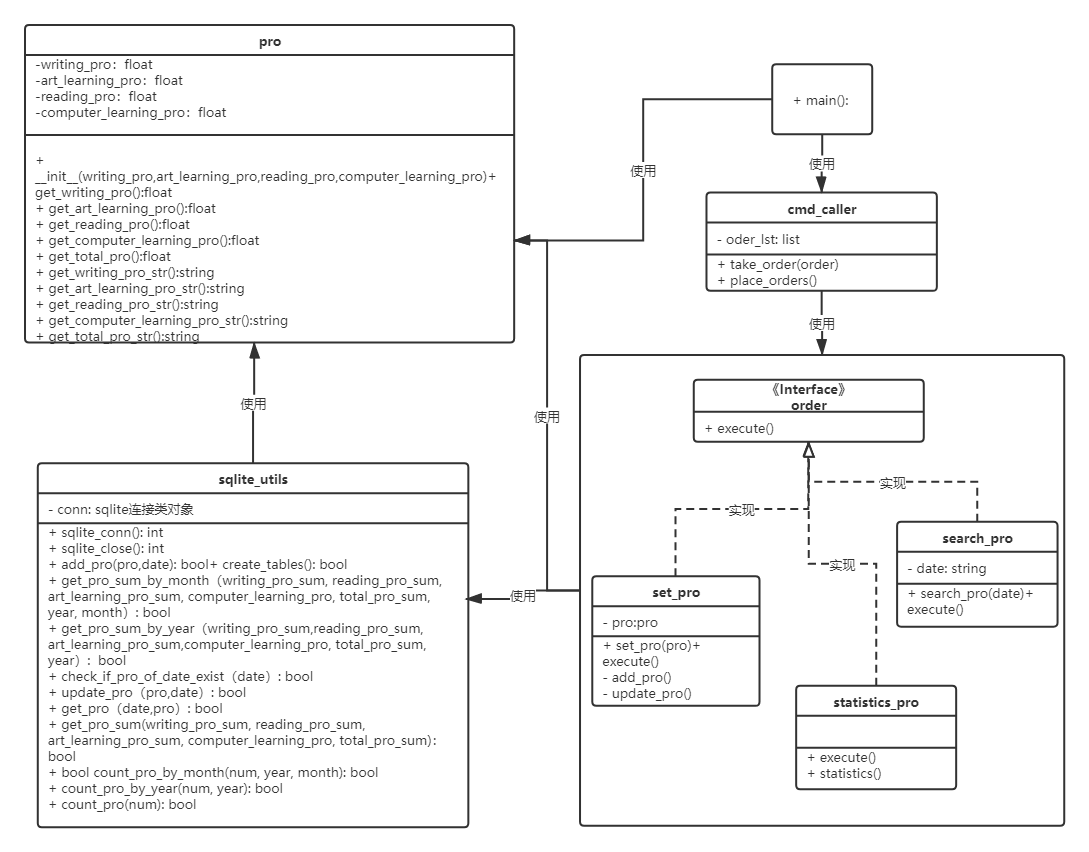 pro
-writing_pro：float
-art_learning_pro：float
-reading_pro：float
-computer_learning_pro：float
+
__init__(writing_pro,art_learning_pro,reading_pro,computer_learning_pro)+
get_writing_pro():float
+ get_art_learning_pro():float
+ get_reading_pro():float
+ get_computer_learning_pro():float
+ get_total_pro():float
+ get_writing_pro_str():string
+ get_art_learning_pro_str():string
+ get_reading_pro_str():string
+ get_computer_learning_pro_str():string
+ get_total_pro_str():string
+ main():
使用
使用
cmd_caller
- oder_lst: list
+ take_order(order)
+ place_orders()
使用
《Interface》
order
+ execute()
使用
使用
实现
实现
实现
使用
sqlite_utils
- conn: sqlite连接类对象
+ sqlite_conn(): int
+ sqlite_close(): int
+ add_pro(pro,date): bool+ create_tables(): bool
+ get_pro_sum_by_month（writing_pro_sum, reading_pro_sum,
art_learning_pro_sum, computer_learning_pro, total_pro_sum,
year, month）: bool
+ get_pro_sum_by_year（writing_pro_sum,reading_pro_sum,
art_learning_pro_sum,computer_learning_pro, total_pro_sum,
year）: bool
+ check_if_pro_of_date_exist（date）: bool
+ update_pro（pro,date）: bool
+ get_pro（date,pro）: bool
+ get_pro_sum(writing_pro_sum, reading_pro_sum,
art_learning_pro_sum, computer_learning_pro, total_pro_sum):
bool
+ bool count_pro_by_month(num, year, month): bool
+ count_pro_by_year(num, year): bool
+ count_pro(num): bool
set_pro
- pro:pro
+ set_pro(pro)+
execute()
- add_pro()
- update_pro()
search_pro
- date: string
+ search_pro(date)+
execute()
statistics_pro
+ execute()
+ statistics()